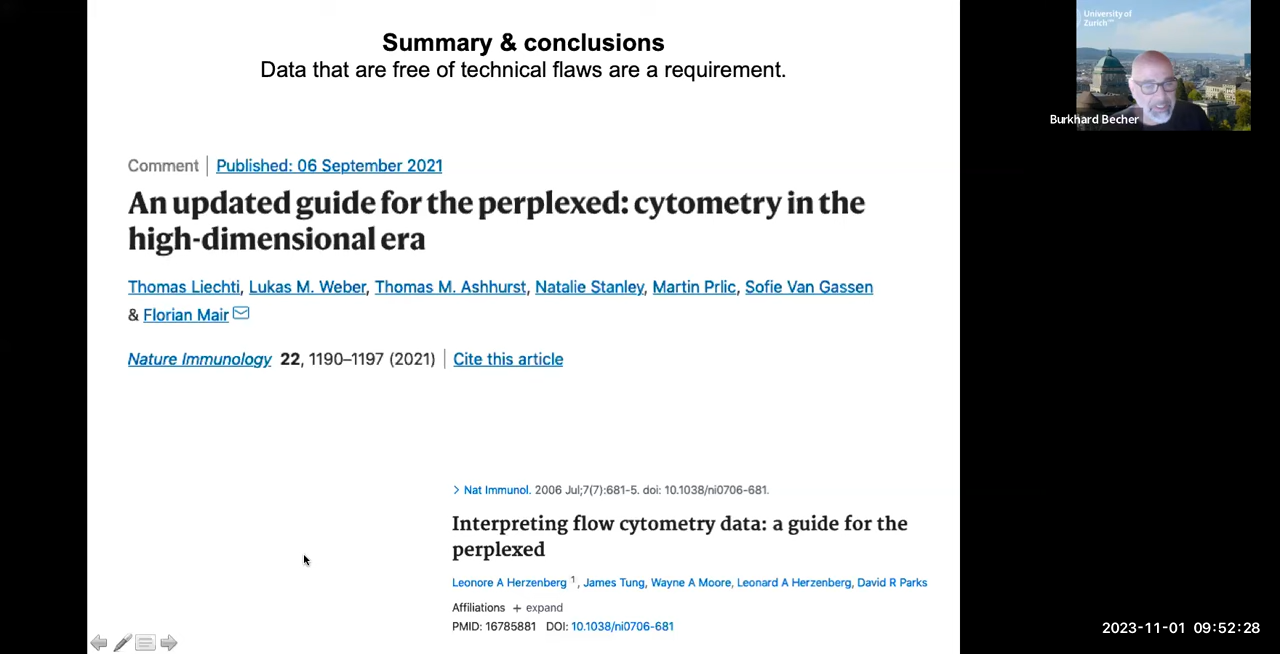 Summary & conclusions
Data that are free of technical flaws are a requirement.
University of
Zurich
Burkhard Becher
Comment | Published: 06 September 2021
An updated guide for the perplexed: cytometry in the
high-dimensional era
Thomas Liechti, Lukas M. Weber, Thomas M. Ashhurst, Natalie Stanley, Martin Prlic, Sofie Van Gassen
& Florian Mair
Nature Immunology 22, 1190–1197 (2021) | Cite this article
> Nat Immunol. 2006 Jul;7(7):681-5. doi: 10.1038/ni0706-681.
Interpreting flow cytometry data: a guide for the
perplexed
Leonore A Herzenberg 1, James Tung, Wayne A Moore, Leonard A Herzenberg, David R Parks
Affiliations + expand
PMID: 16785881 DOI: 10.1038/ni0706-681
2023-11-01 09:52:28